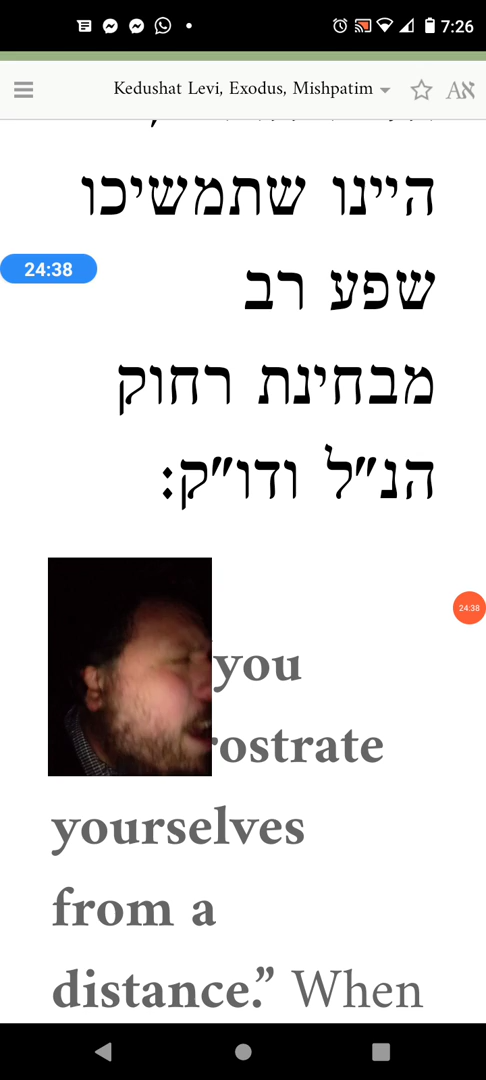 7:26
Kedushat Levi, Exodus, Mishpatim
Aא
היינו שתמשיכו
24:38
שפע רב
מבחינת רחוק
הנ״ל ודו״ק:
24:38
you
rostrate
yourselves
from a
distance.” When